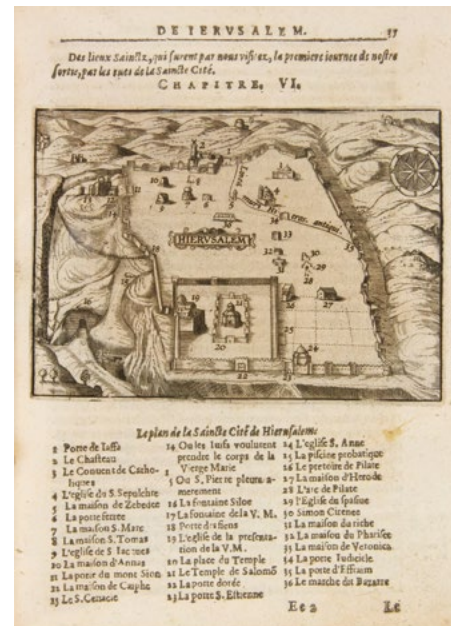 DE IERVSALEM. 57
Des lieux Sainctz, qui furent par nous visitez, la premiere iournee de nostre
sortie, par les rues de la Saincte Cité.
CHAPITRE. VI.
HIERVSALEM
Le plan de la Saincte Cité de Hierusalem:
1 Porte de Iaffa
2 Le Chasteau
3 Le Conuent de Catho-
liques
4 L'eglise du S. Sepulchre
5 La maison de Zebedee
6 La porte ferree
7 La maison S. Marc
8 La maison S. Tomas
9 L'eglise de S Iacques
10 La maison d'Annas
11 La porte du mont Sion
12 La maison de Caiphe
13 Le S. Cenacle
14 Ou les Iuifs voulurent
prendre le corps de la
Vierge Marie
15 Ou S. Pierre pleura a-
merement
16 La fontaine Siloe
17 La fontaine de la V. M.
18 Porte du fiens
19 L'eglise de la presenta-
tion de la V.M.
20 La place du Temple
21 Le Temple de Salomõ
22 La porte dorée
23 La porte S. Estienne
24 L'eglise S. Anne
25 La piscine probatique
26 Le pretoire de Pilate
27 La maison d'Herode
28 L'arc de Pilate
29 l'Eglise du spasme
30 Simon Cirenee
31 La maison du riche
32 La maison du Pharisee
33 La maison de Veronica
34 La porte Iudicicle
35 La porte d'Effraim
36 Le marche du Bazarre
Ee 2 Le